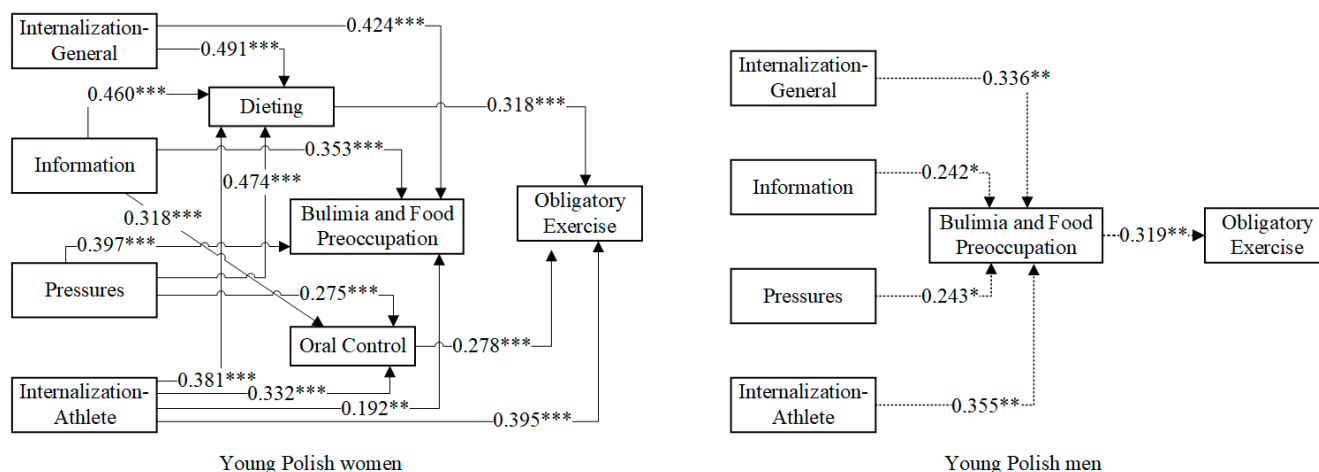 Internalization-
General
0.424***
0.491***
0.460***
Dieting
0.318***
Information
0.353***
0.474***
Bulimia and Food
Preoccupation
Obligatory
Exercise
0.318***
0.397***
Pressures
0.275***
Oral Control
0.278***
Internalization-
Athlete
0.381***
0.332***
0.192**
0.395***
Young Polish women
Internalization-
General
0.336**
Information
0.242*
Bulimia and Food
Preoccupation
0.319**
Obligatory
Exercise
Pressures
0.243*
Internalization-
Athlete
0.355**
Young Polish men